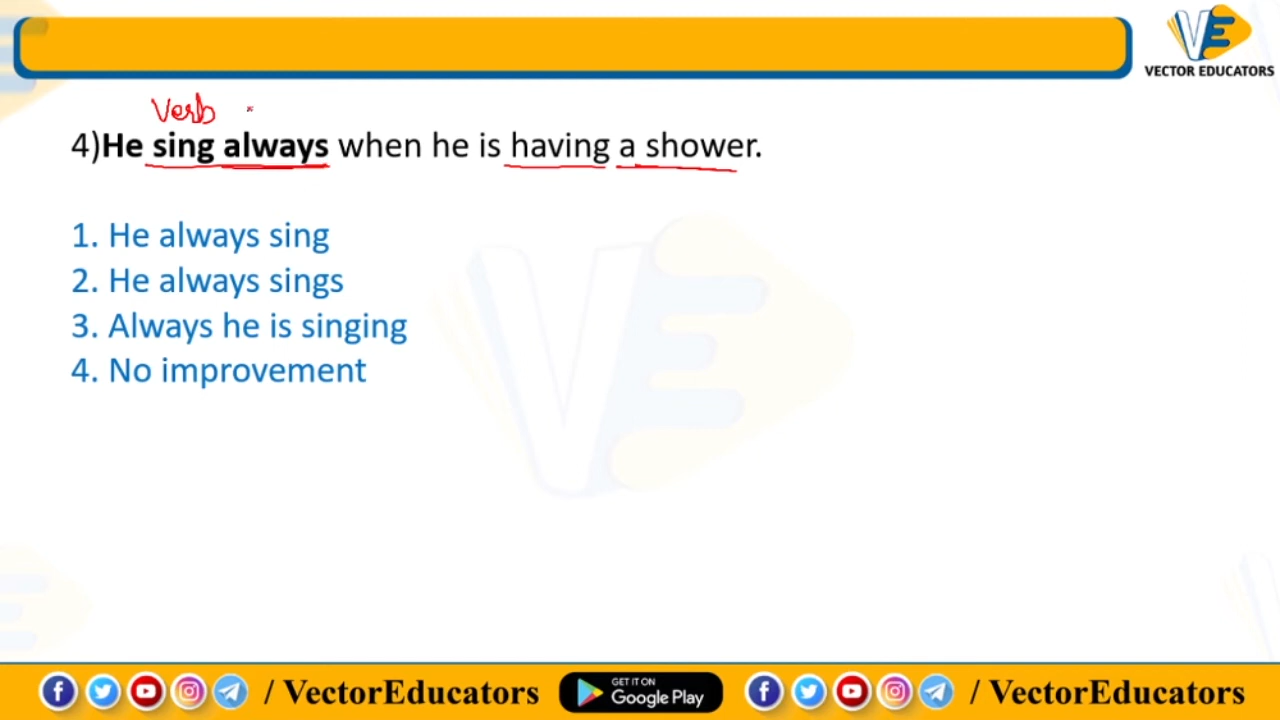 VECTOR EDUCATORS
Verb
4)He sing always when he is having a shower.
1. He always sing
2. He always sings
3. Always he is singing
4. No improvement
/ VectorEducators GET IT ON Google Play / VectorEducators